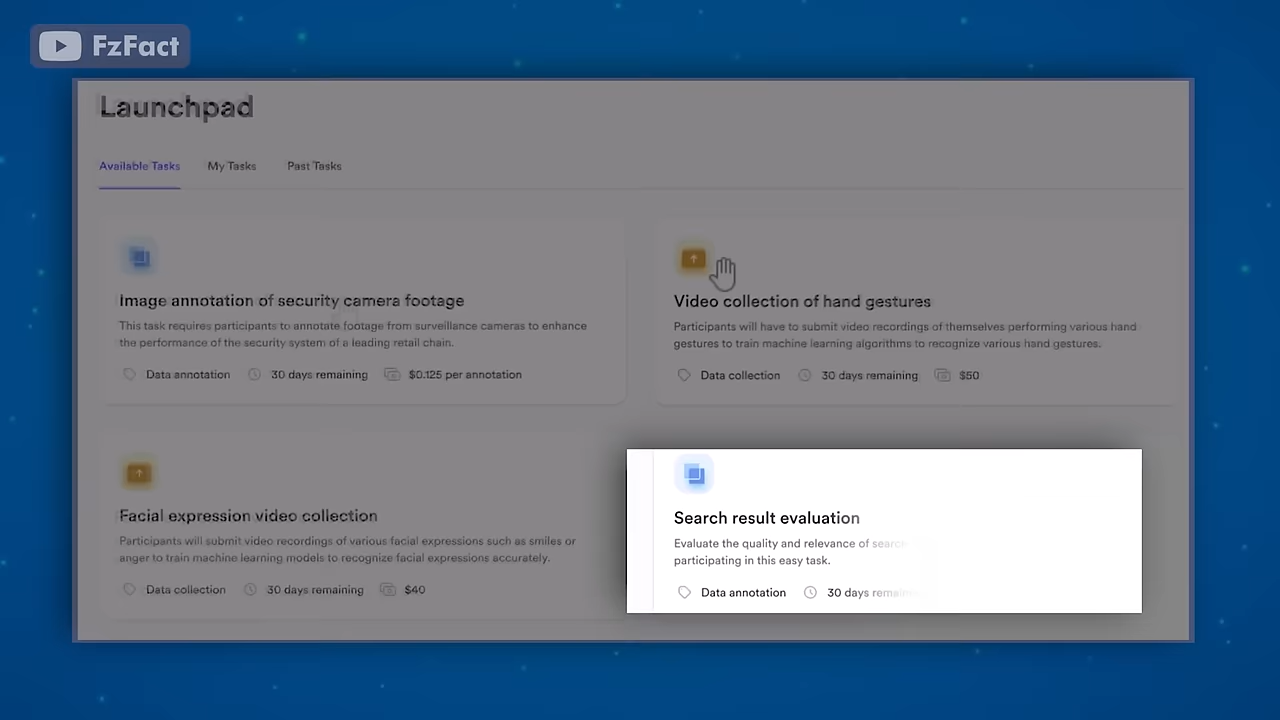 FzFact
Launchpad
Available Tasks My Tasks Past Tasks
Image annotation of security camera footage
This task requires participants to annotate footage from surveillance cameras to enhance
the performance of the security system of a leading retail chain.
Data annotation 30 days remaining $0.125 per annotation
Video collection of hand gestures
Participants will have to submit video recordings of themselves performing various hand
gestures to train machine learning algorithms to recognize various hand gestures.
Data collection 30 days remaining $50
Facial expression video collection
Participants will submit video recordings of various facial expressions such as smiles or
anger to train machine learning models to recognize facial expressions accurately.
Data collection 30 days remaining $40
Search result evaluation
Evaluate the quality and relevance of search
participating in this easy task.
Data annotation 30 days